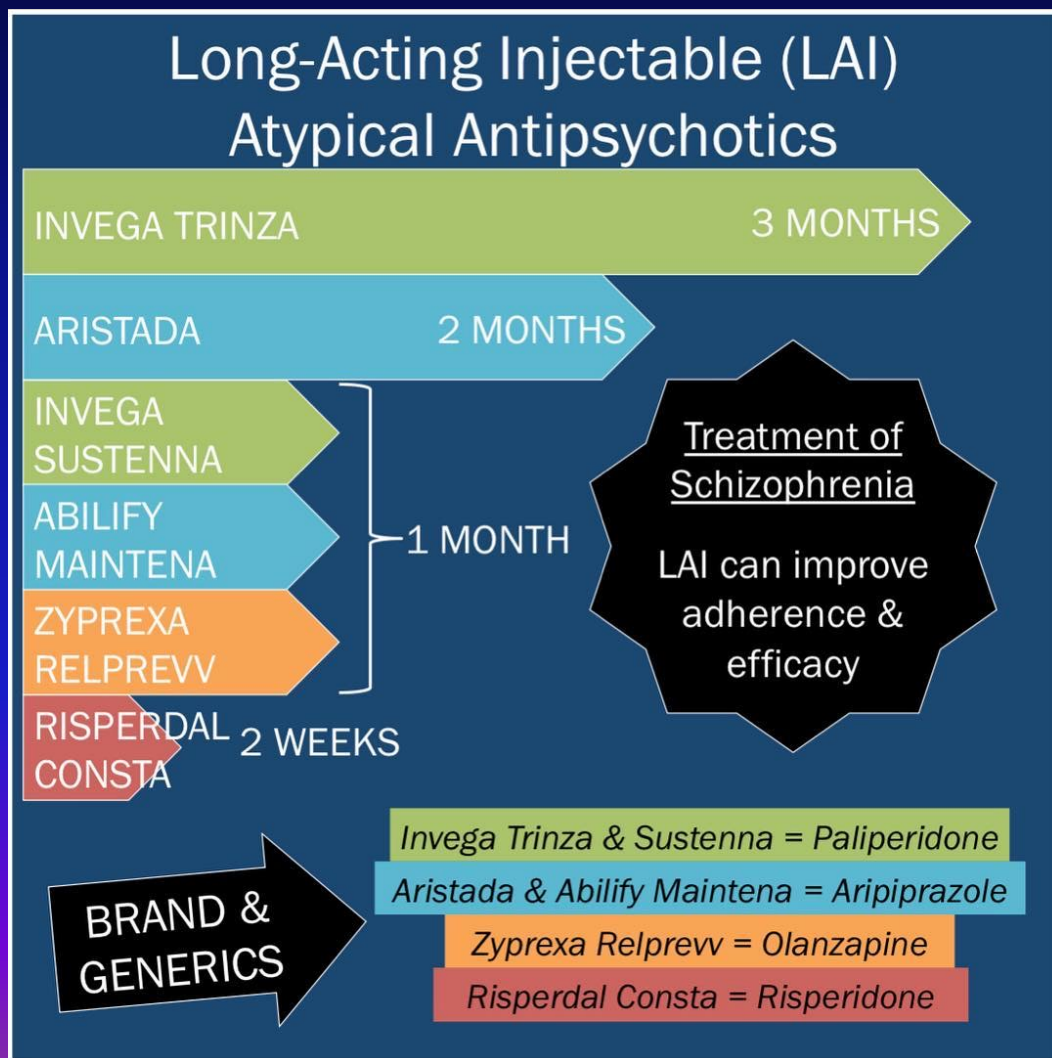 Long-Acting Injectable (LAI)
Atypical Antipsychotics
INVEGA TRINZA
3 MONTHS
ARISTADA
2 MONTHS
INVEGA
SUSTENNA
ABILIFY
MAINTENA
ZYPREXA
RELPREVV
1 MONTH
RISPERDAL
CONSTA
2 WEEKS
Treatment of
Schizophrenia
LAI can improve
adherence &
efficacy
BRAND &
GENERICS
Invega Trinza & Sustenna = Paliperidone
Aristada & Abilify Maintena = Aripiprazole
Zyprexa Relprevv = Olanzapine
Risperdal Consta = Risperidone